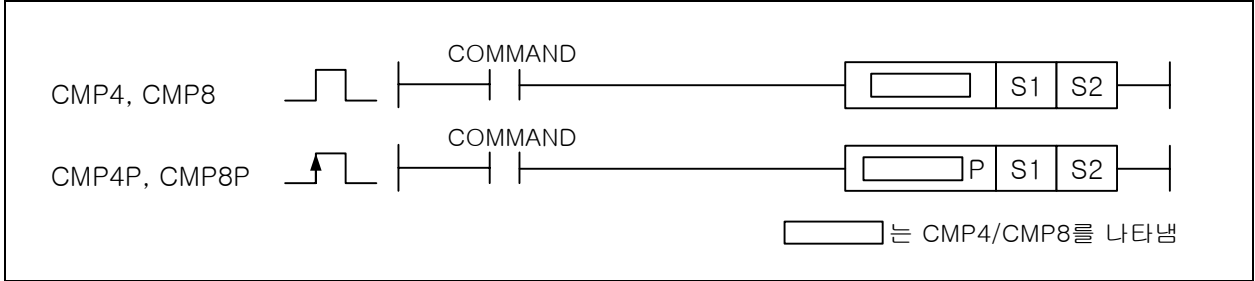 COMMAND
CMP4, CMP8 S1 S2
COMMAND
CMP4P, CMP8P P S1 S2
는 CMP4/CMP8를 나타냄